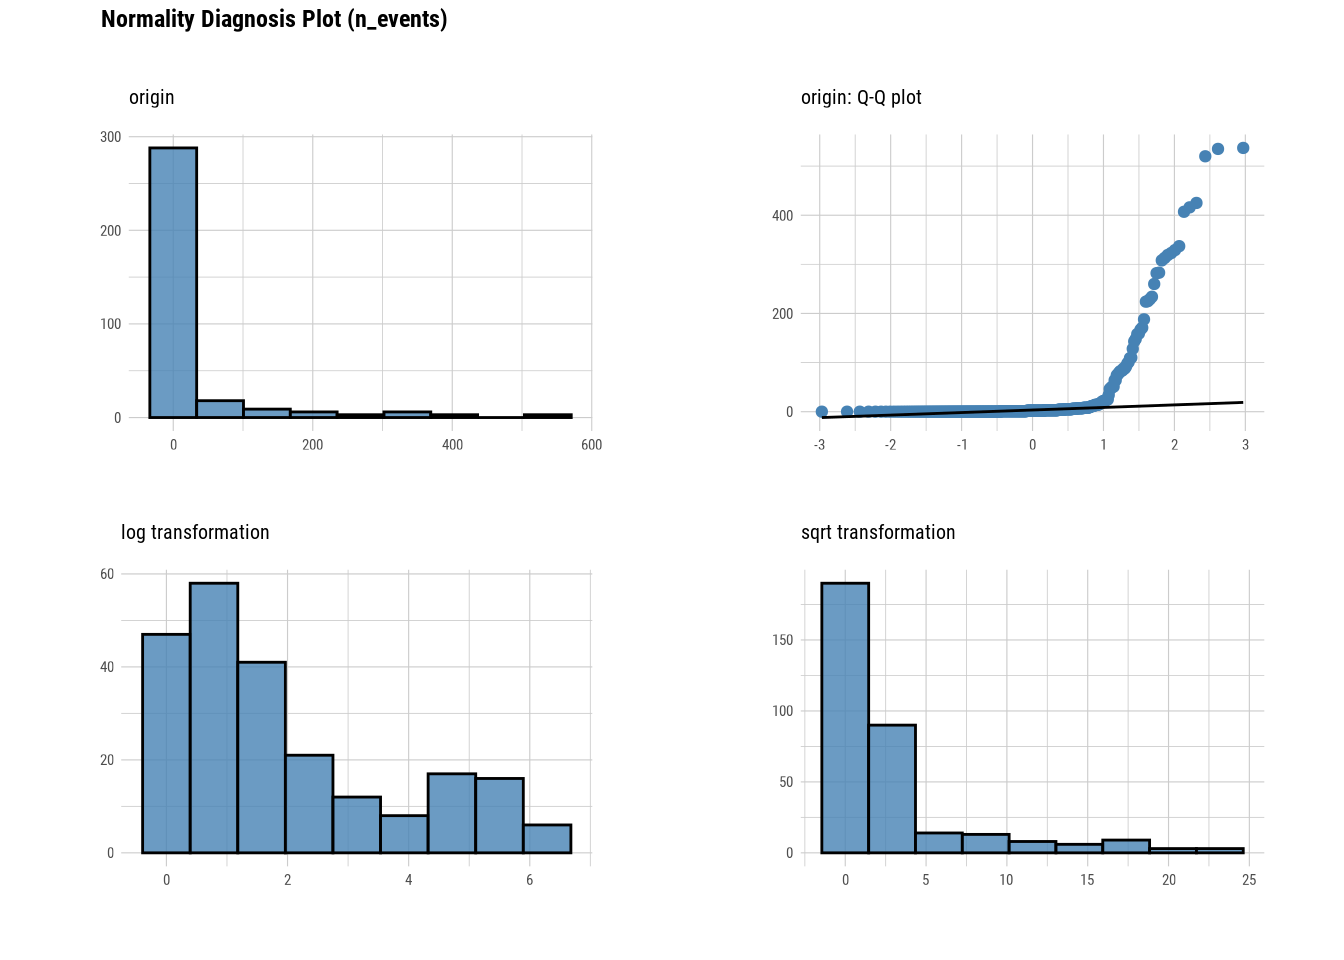 Normality Diagnosis Plot (n_events)
origin
origin: Q-Q plot
300
200
100
0
0 200 400 600
400
200
0
-3 -2 -1 0 1 2 3
log transformation
sqrt transformation
60
40
20
0
0 2 4 6
150
100
50
0
0 5 10 15 20 25